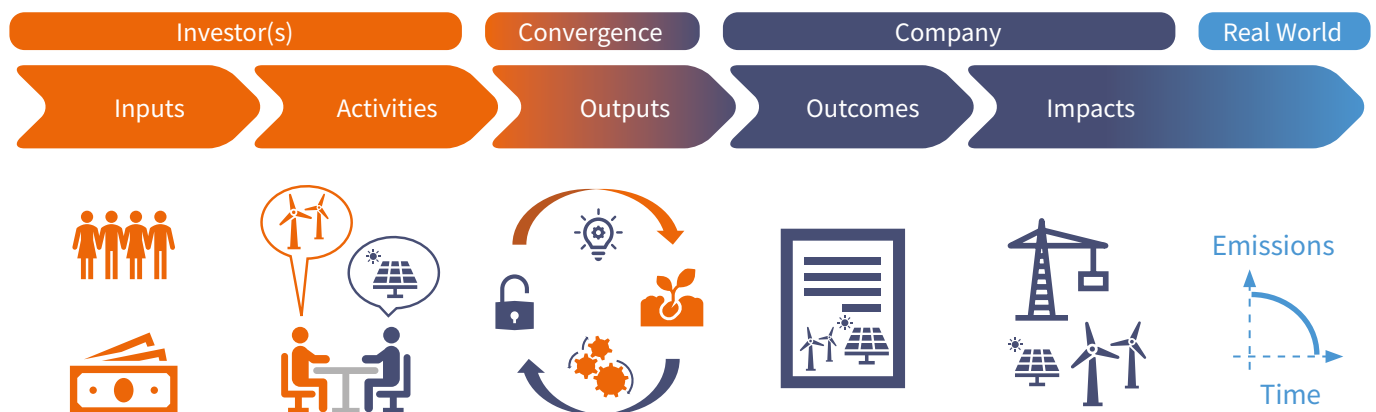 Investor(s)
Convergence
Company
Real World
Inputs
Activities
Outputs
Outcomes
Impacts
Emissions
Time